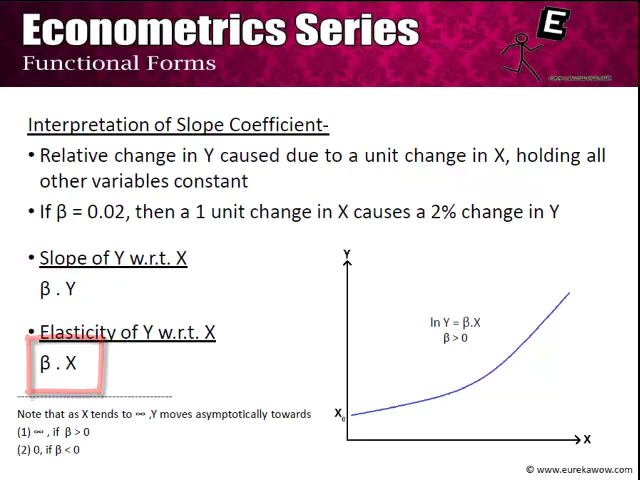 Econometrics Series
Functional Forms
E
Interpretation of Slope Coefficient-
• Relative change in Y caused due to a unit change in X, holding all
other variables constant
• If β = 0.02, then a 1 unit change in X causes a 2% change in Y
• Slope of Y w.r.t. X
β . Y
• Elasticity of Y w.r.t. X
β . X
Note that as X tends to ∞ ,Y moves asymptotically towards
(1) ∞ , if β > 0
(2) 0, if β < 0
Y
ln Y = β.X
β > 0
X₀
X
© www.eurekawow.com